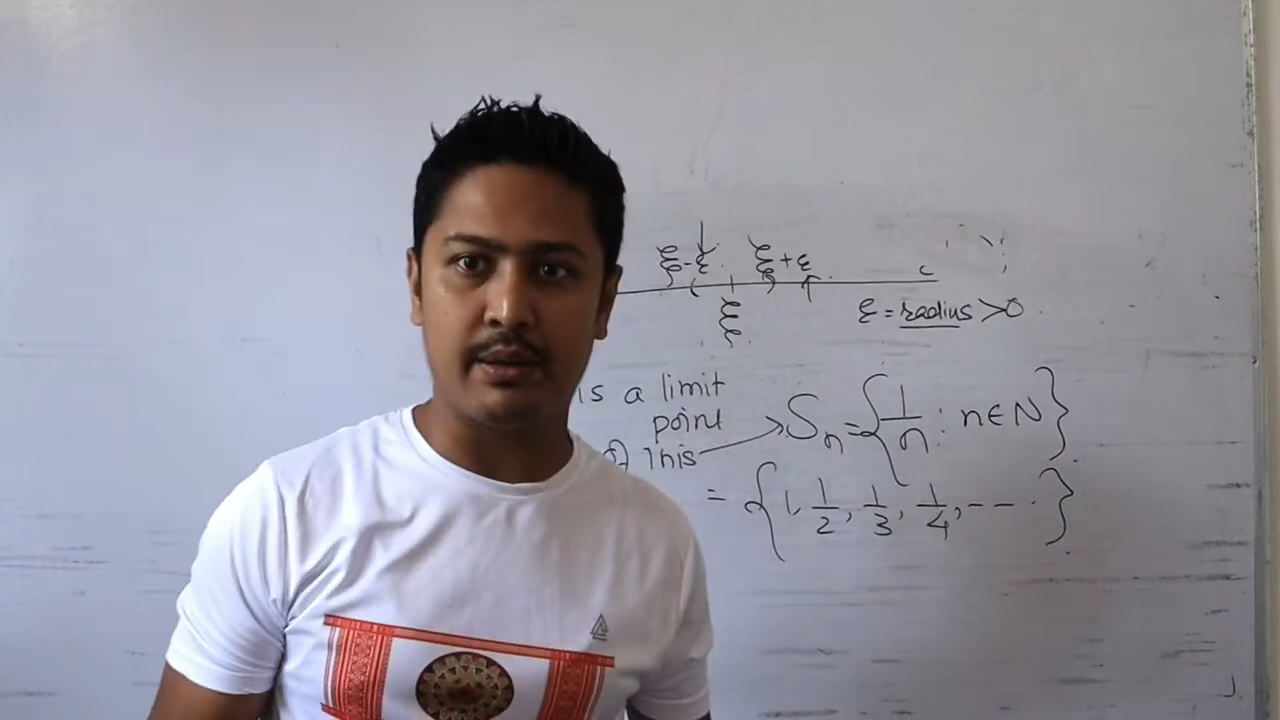 ξ-ε ξ+ε
ξ
ε = radius >0
is a limit
point
of this
Sₙ = {1/n : n ∈ N}
= {1, 1/2, 1/3, 1/4, ---- }